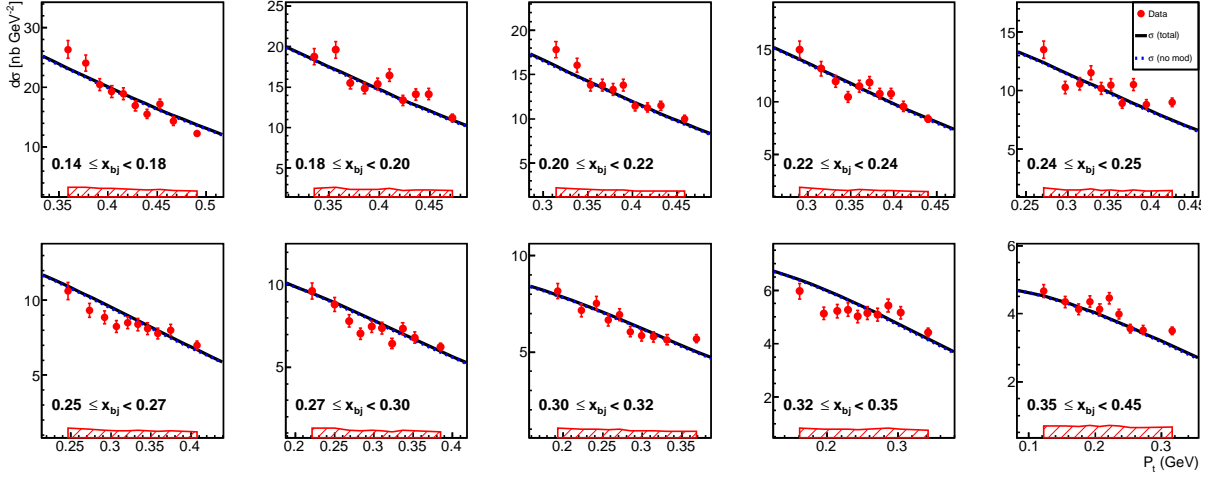 dσ [nb GeV⁻²]
30
20
10
0.14 ≤ x_bj < 0.18
0.35 0.4 0.45 0.5
25
20
15
10
5
0.18 ≤ x_bj < 0.20
0.35 0.4 0.45
20
15
10
5
0.20 ≤ x_bj < 0.22
0.3 0.35 0.4 0.45
20
15
10
5
0.22 ≤ x_bj < 0.24
0.3 0.35 0.4 0.45
Data
σ (total)
σ (no mod)
15
10
5
0.24 ≤ x_bj < 0.25
0.25 0.3 0.35 0.4 0.45
10
5
0.25 ≤ x_bj < 0.27
0.25 0.3 0.35 0.4
10
5
0.27 ≤ x_bj < 0.30
0.2 0.25 0.3 0.35 0.4
10
5
0.30 ≤ x_bj < 0.32
0.2 0.25 0.3 0.35
6
4
2
0.32 ≤ x_bj < 0.35
0.2 0.3
6
4
2
0.35 ≤ x_bj < 0.45
0.1 0.2 0.3
P_t (GeV)